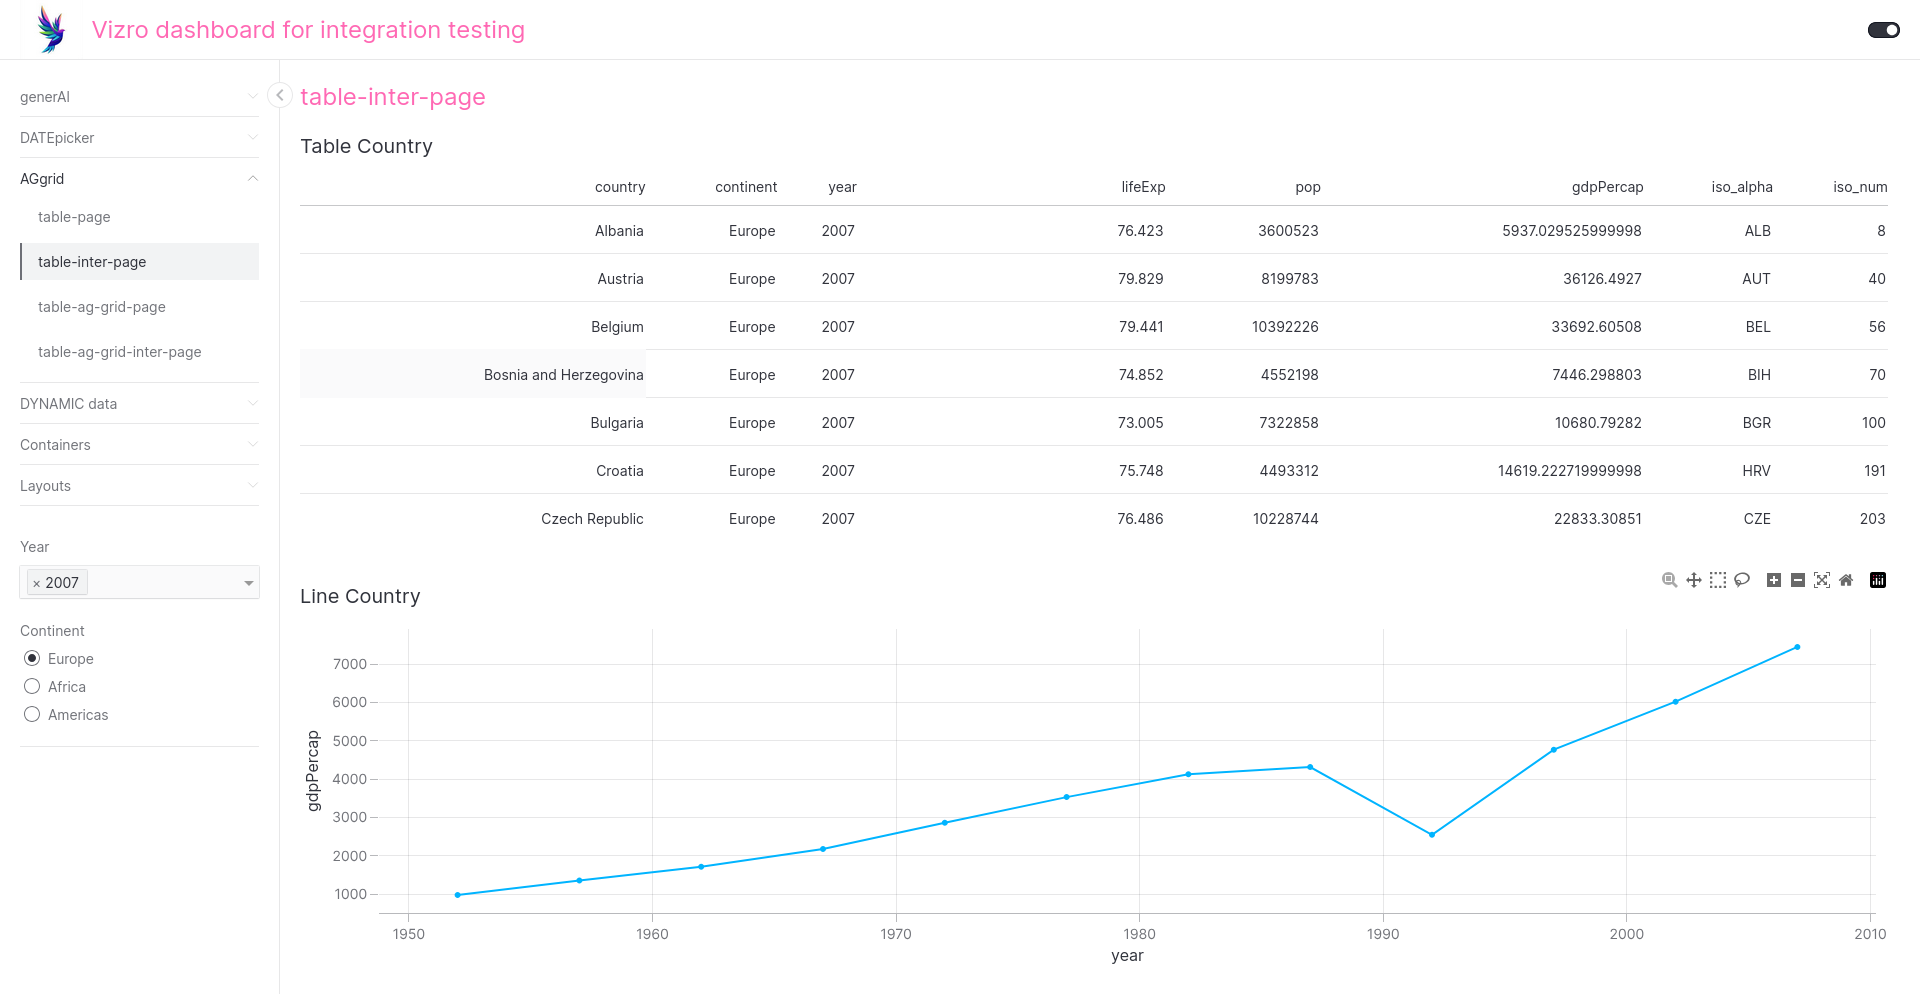 Vizro dashboard for integration testing
generAI
DATEpicker
AGgrid
table-page
table-inter-page
table-ag-grid-page
table-ag-grid-inter-page
DYNAMIC data
Containers
Layouts
Year
× 2007
Continent
Europe
Africa
Americas
table-inter-page
Table Country
country continent year lifeExp pop gdpPercap iso_alpha iso_num
Albania Europe 2007 76.423 3600523 5937.029525999998 ALB 8
Austria Europe 2007 79.829 8199783 36126.4927 AUT 40
Belgium Europe 2007 79.441 10392226 33692.60508 BEL 56
Bosnia and Herzegovina Europe 2007 74.852 4552198 7446.298803 BIH 70
Bulgaria Europe 2007 73.005 7322858 10680.79282 BGR 100
Croatia Europe 2007 75.748 4493312 14619.222719999998 HRV 191
Czech Republic Europe 2007 76.486 10228744 22833.30851 CZE 203
Line Country
gdpPercap
7000
6000
5000
4000
3000
2000
1000
1950 1960 1970 1980 1990 2000 2010
year